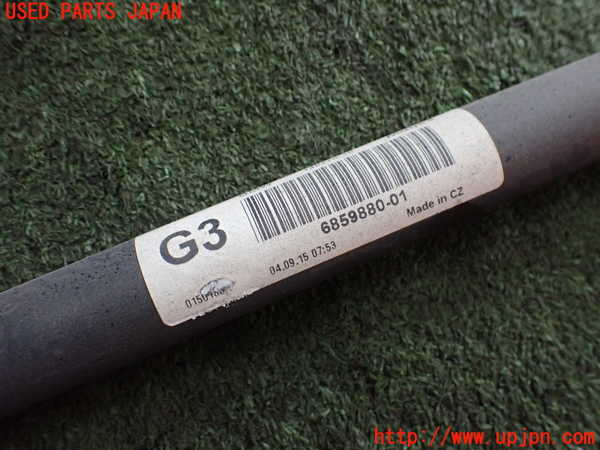 USED PARTS JAPAN
G3
6859880-01
Made in CZ
04.09.15 07:53
http://www.upjpn.com/